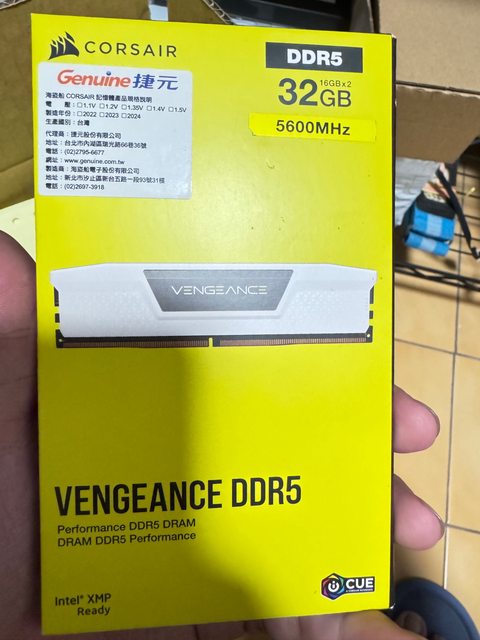 CORSAIR
DDR5
16GB x 2
32GB
5600MHz
Genuine捷元
海盜船 CORSAIR 記憶體產品規格說明
電 壓：□1.1V □1.2V □1.35V □1.4V □1.5V
製造年份：□2022 □2023 □2024
生產國別：台灣
代理商：捷元股份有限公司
地址：台北市內湖區陽光路66巷36號
電話：(02)2795-6677
網址：www.genuine.com.tw
製造商：海盜船電子股份有限公司
地址：新北市汐止區新台五路一段93號31樓
電話：(02)2697-3918
VENGEANCE
VENGEANCE DDR5
Performance DDR5 DRAM
DRAM DDR5 Performance
Intel® XMP
Ready
iCUE